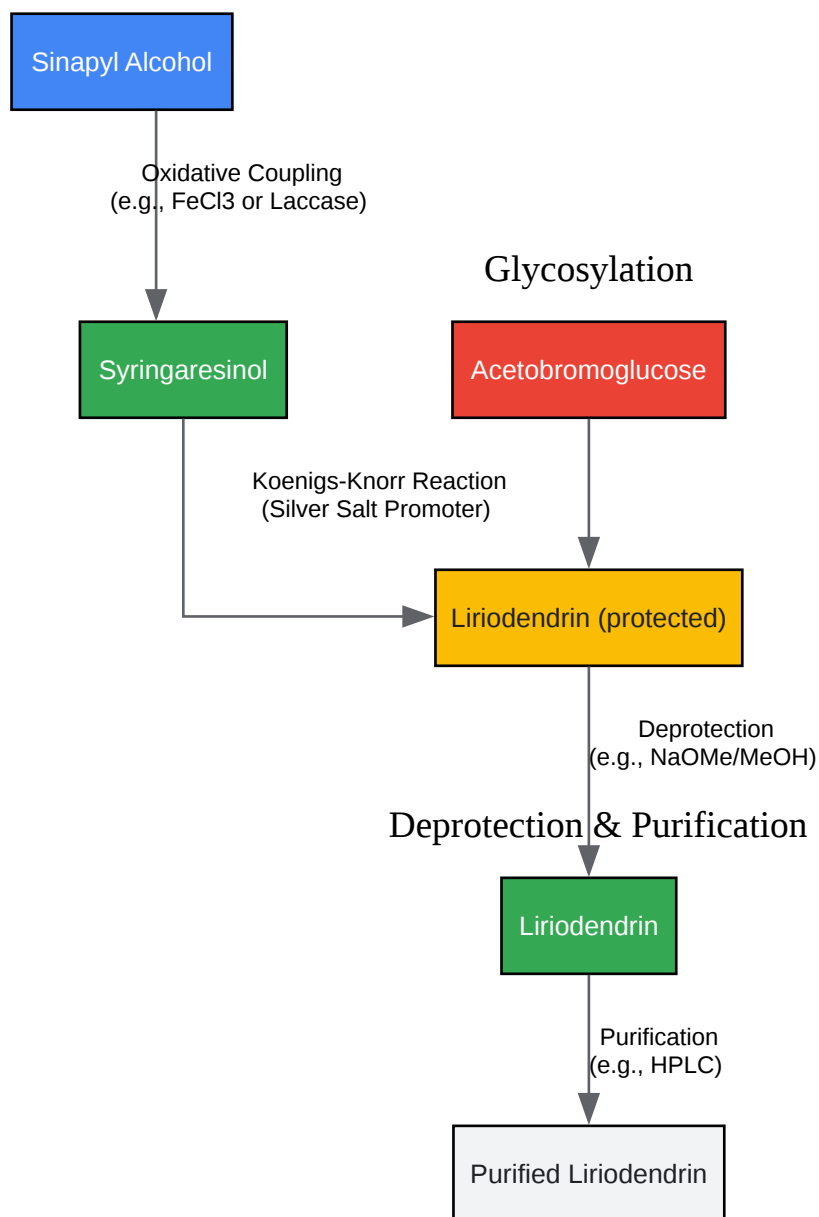 Sinapyl Alcohol
Oxidative Coupling
(e.g., FeCl3 or Laccase)
Glycosylation
Syringaresinol
Acetobromoglucose
Koenigs-Knorr Reaction
(Silver Salt Promoter)
Liriodendrin (protected)
Deprotection
(e.g., NaOMe/MeOH)
Deprotection & Purification
Liriodendrin
Purification
(e.g., HPLC)
Purified Liriodendrin